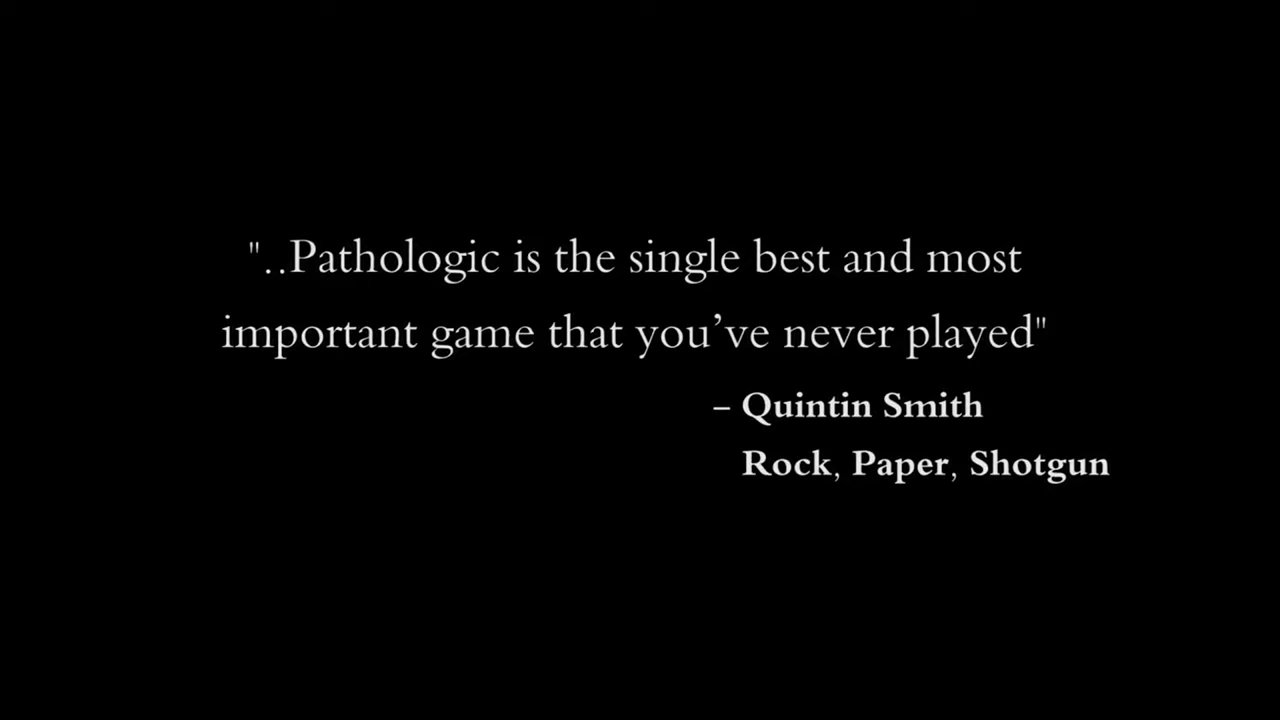 "..Pathologic is the single best and most
important game that you’ve never played"
– Quintin Smith
Rock, Paper, Shotgun